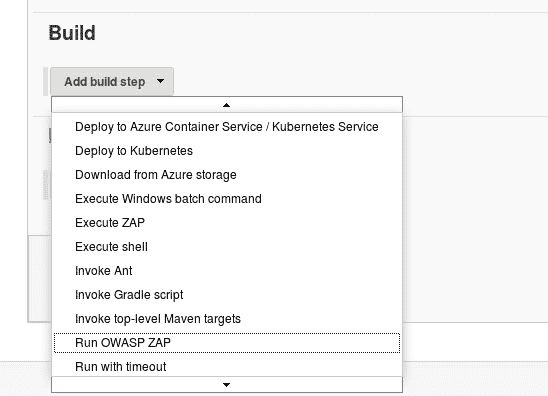 Build
Add build step
Deploy to Azure Container Service / Kubernetes Service
Deploy to Kubernetes
Download from Azure storage
Execute Windows batch command
Execute ZAP
Execute shell
Invoke Ant
Invoke Gradle script
Invoke top-level Maven targets
Run OWASP ZAP
Run with timeout